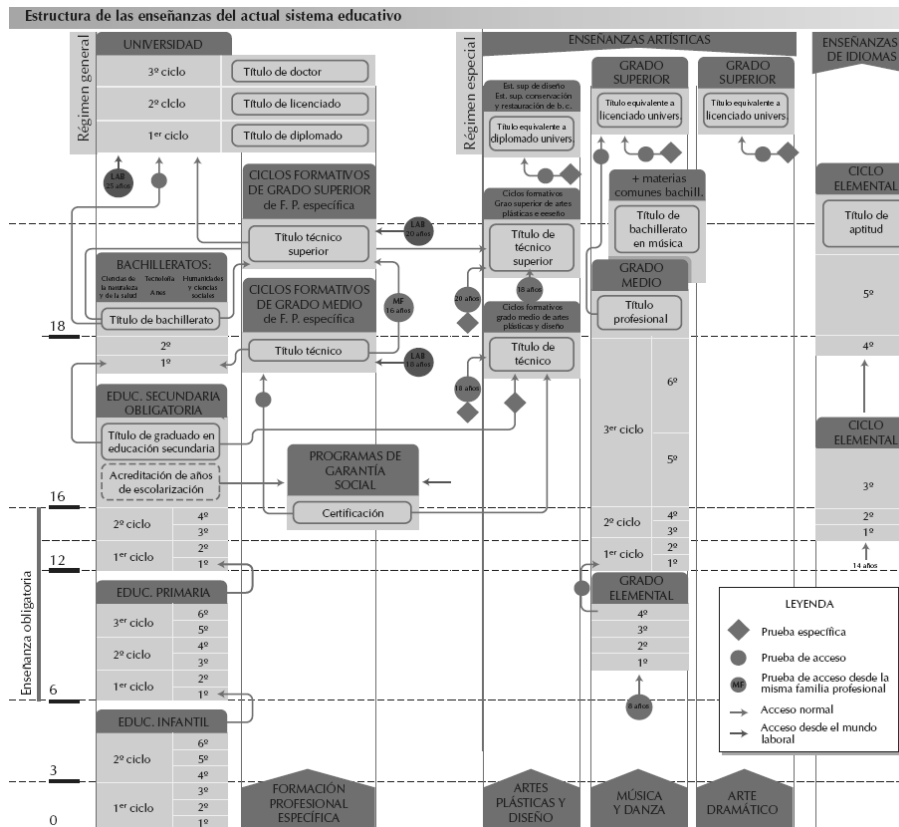 Estructura de las enseñanzas del actual sistema educativo
Régimen general
UNIVERSIDAD
3º ciclo
Título de doctor
2º clclo
Título de licenciado
1er ciclo
Título de diplomado
LAB
25 años
CICLOS FORMATIVOS
DE GRADO SUPERIOR
de F. P. específica
Título técnico
superior
LAB
20 años
BACHILLERATOS:
Ciencias de
la naturaleza
y de la salud
Tecnología
Artes
Humanidades
y ciencias
sociales
Título de bachillerato
2º
1º
CICLOS FORMATIVOS
DE GRADO MEDIO
de F. P. específica
Título técnico
MF
16 años
LAB
18 años
EDUC. SECUNDARIA
OBLIGATORIA
Título de graduado en
educación secundaria
Acreditación de años
de escolarización
PROGRAMAS DE
GARANTÍA
SOCIAL
Certificación
2º ciclo
4º
3º
1er ciclo
2º
1º
EDUC. PRIMARIA
3er ciclo
6º
5º
2º ciclo
4º
3º
1er ciclo
2º
1º
EDUC. INFANTIL
2º ciclo
6º
5º
4º
1er ciclo
3º
2º
1º
18
16
12
6
3
0
Enseñanza obligatoria
FORMACIÓN
PROFESIONAL
ESPECÍFICA
Régimen especial
ENSEÑANZAS ARTÍSTICAS
Est. sup de diseño
Est. sup. conservación
y restauración de b. c.
Título equivalente a
diplomado univers.
Ciclos formativos
Grao superior de artes
plásticas e eeseño
Título de
técnico
superior
20 años
18 años
Ciclos formativos
grado medio de artes
plásticas y diseño
Título de
técnico
18 años
ARTES
PLÁSTICAS Y
DISEÑO
GRADO
SUPERIOR
Título equivalente a
licenciado univers.
+ materias
comunes bachill.
Título de
bachillerato
en música
GRADO
MEDIO
Título
profesional
3er ciclo
6º
5º
2º ciclo
4º
3º
1er ciclo
2º
1º
GRADO
ELEMENTAL
4º
3º
2º
1º
8 años
MÚSICA
Y DANZA
GRADO
SUPERIOR
Título equivalente a
licenciado univers.
ARTE
DRAMÁTICO
ENSEÑANZAS
DE IDIOMAS
CICLO
ELEMENTAL
Título de
aptitud
5º
4º
CICLO
ELEMENTAL
3º
2º
1º
14 años
LEYENDA
Prueba específica
Prueba de acceso
MF
Prueba de acceso desde la
misma familia profesional
Acceso normal
Acceso desde el mundo
laboral